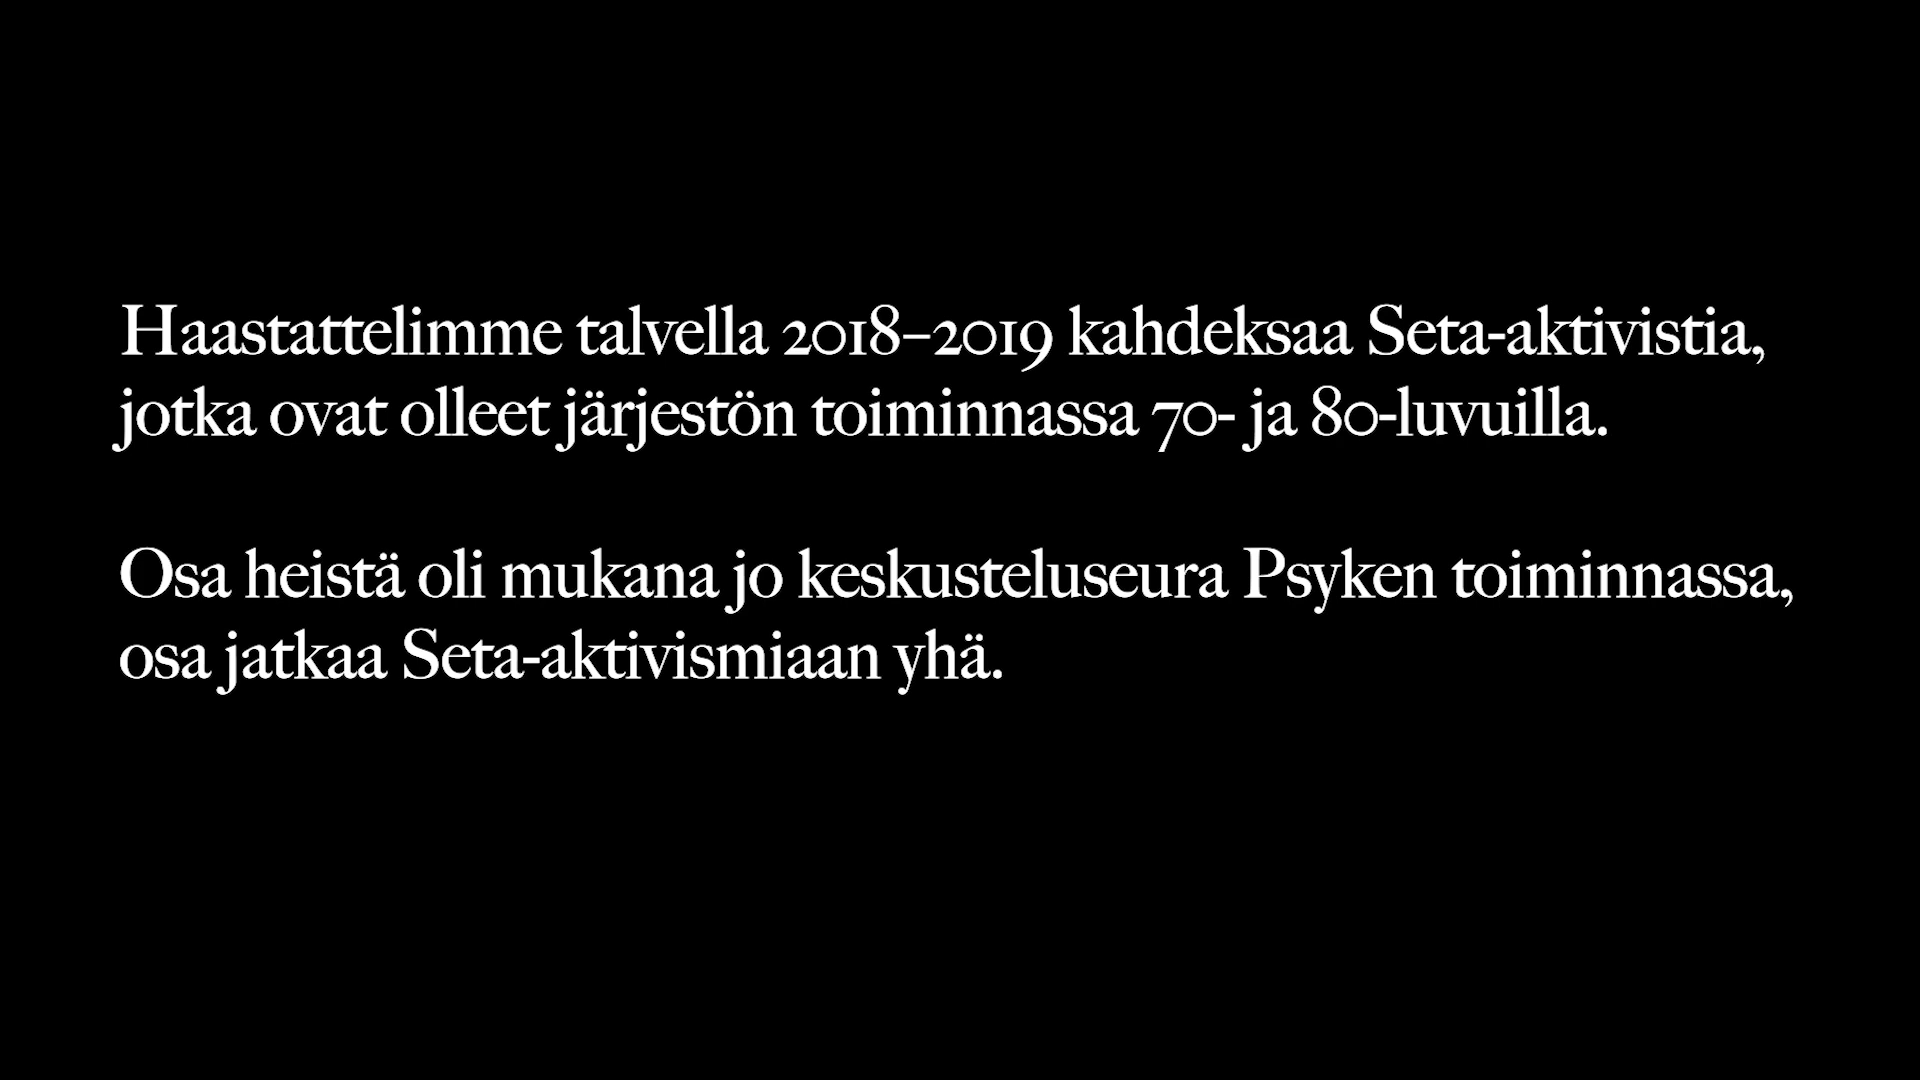 Haastattelimme talvella 2018–2019 kahdeksaa Seta-aktivistia,
jotka ovat olleet järjestön toiminnassa 70- ja 80-luvuilla.
Osa heistä oli mukana jo keskusteluseura Psyken toiminnassa,
osa jatkaa Seta-aktivismiaan yhä.